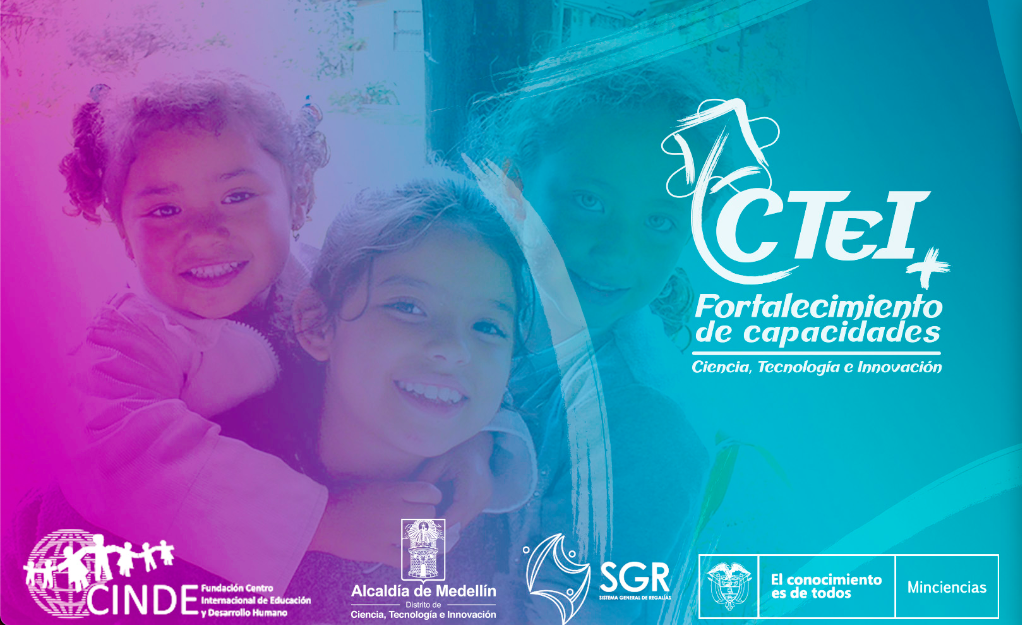 CTeI+
Fortalecimiento
de capacidades
Ciencia, Tecnología e Innovación
CINDE
Fundación Centro
Internacional de Educación
y Desarrollo Humano
Alcaldía de Medellín
Distrito de
Ciencia, Tecnología e Innovación
SGR
SISTEMA GENERAL DE REGALÍAS
El conocimiento
es de todos
Minciencias